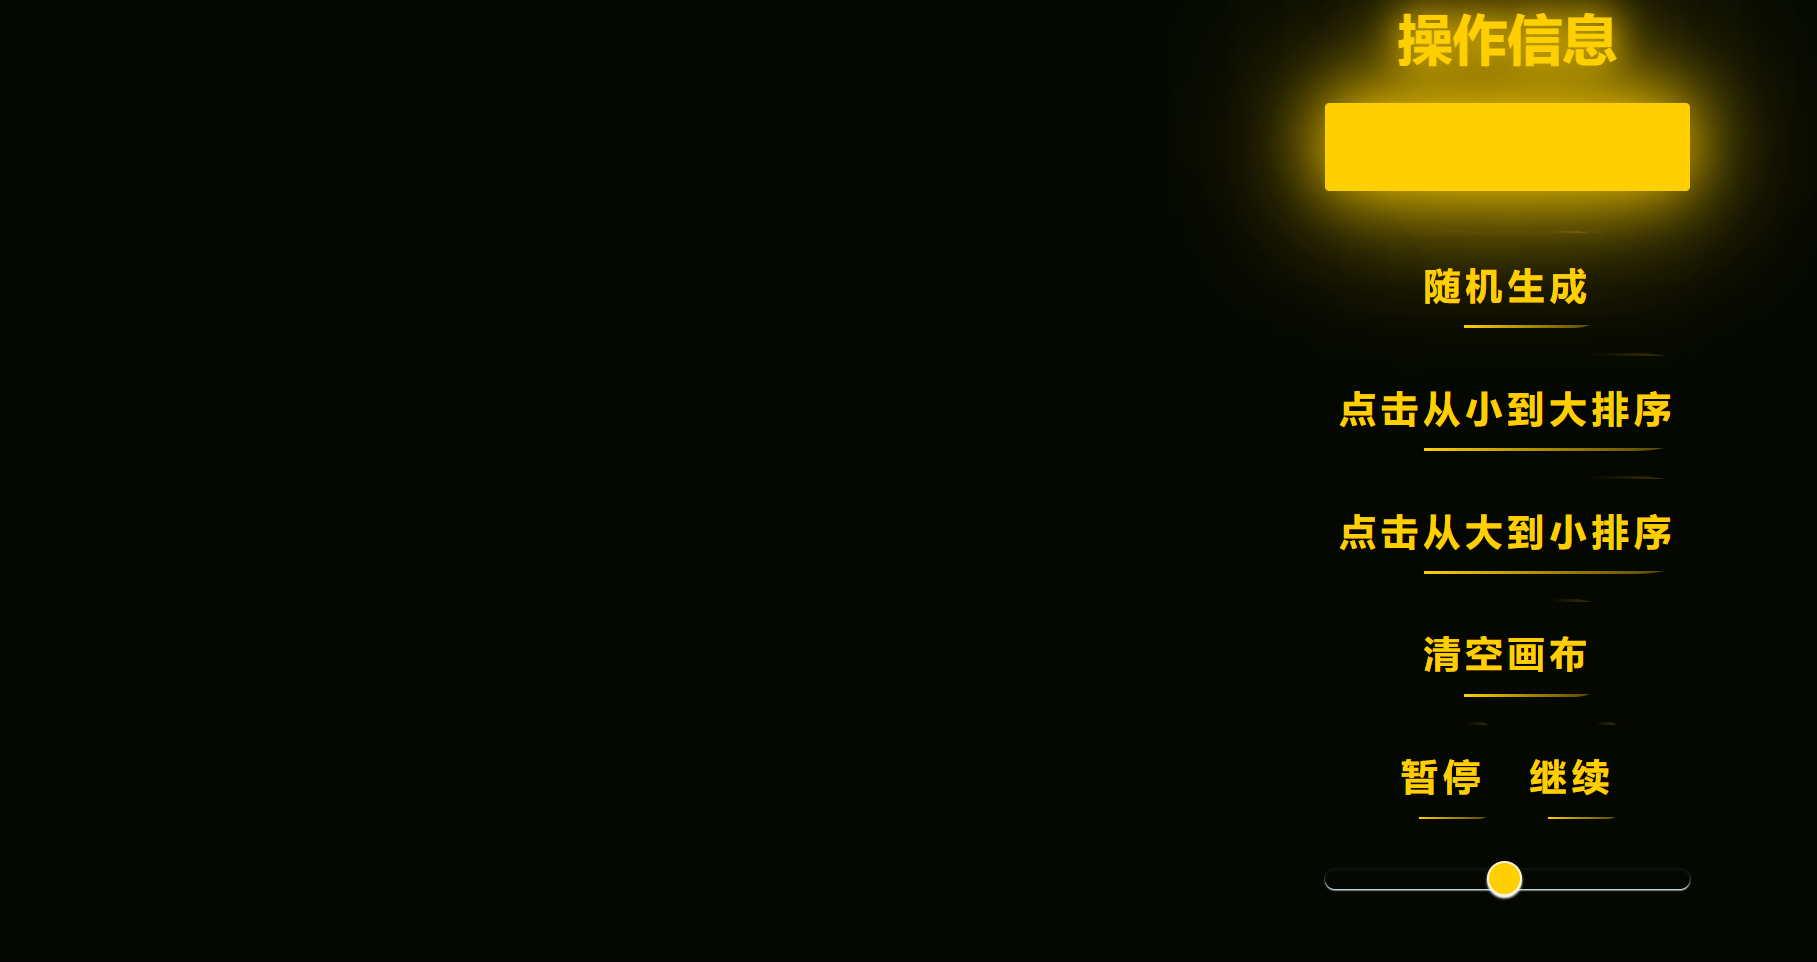 操作信息
随机生成
点击从小到大排序
点击从大到小排序
清空画布
暂停 继续